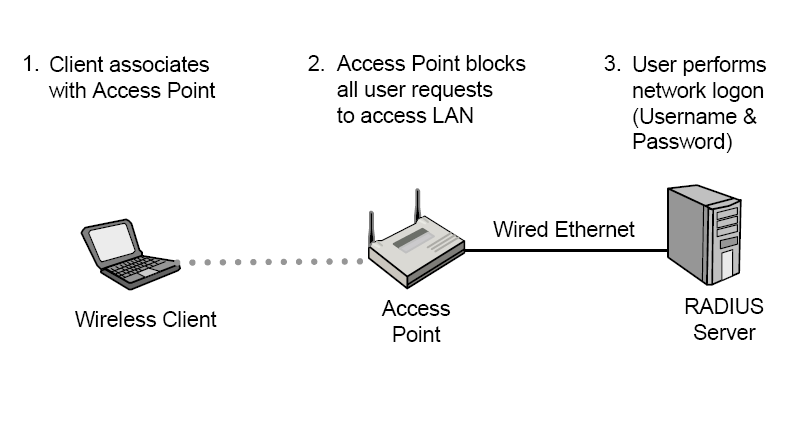 1. Client associates
with Access Point
2. Access Point blocks
all user requests
to access LAN
3. User performs
network logon
(Username &
Password)
Wired Ethernet
Wireless Client
Access
Point
RADIUS
Server